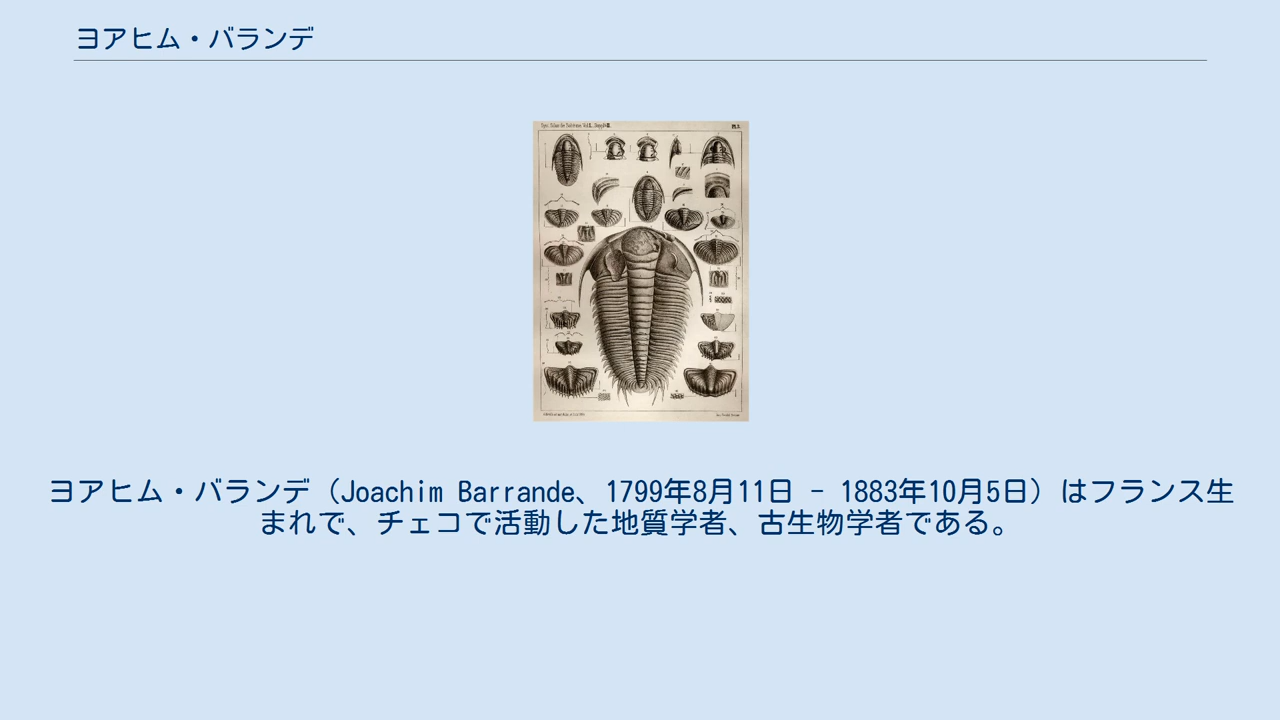 ヨアヒム・バランデ
ヨアヒム・バランデ（Joachim Barrande、1799年8月11日 - 1883年10月5日）はフランス生
まれで、チェコで活動した地質学者、古生物学者である。